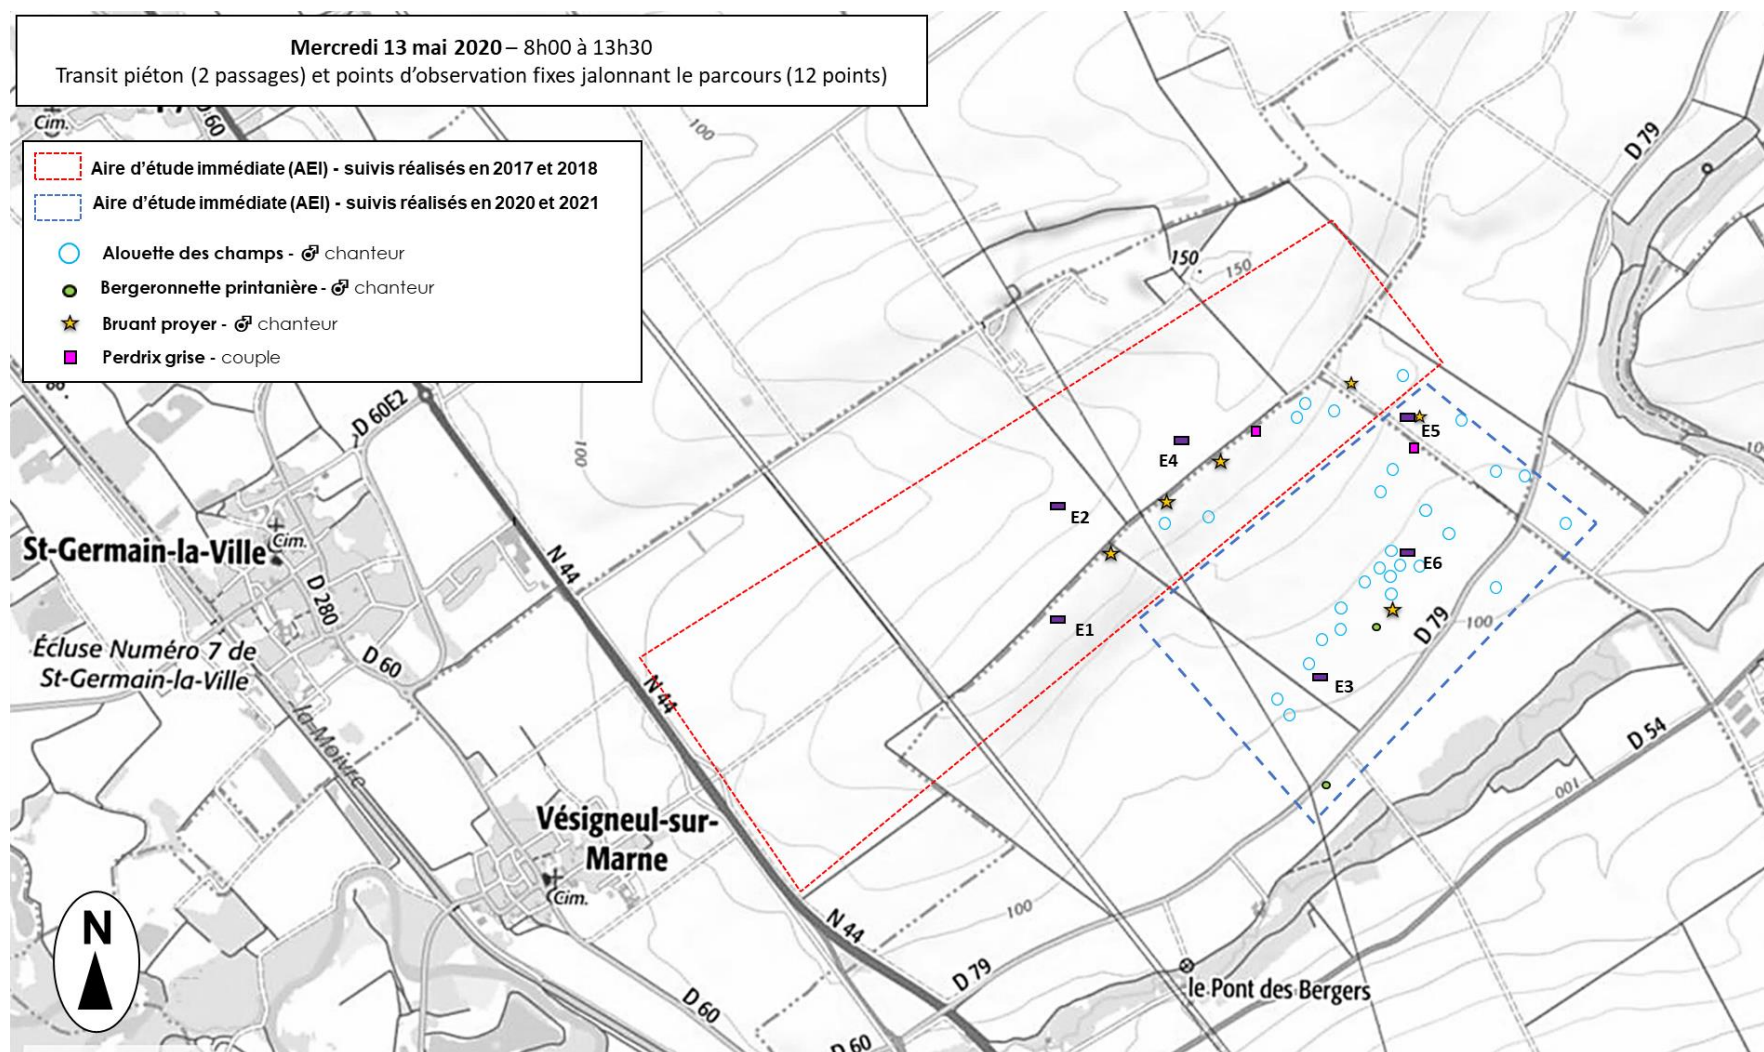 Mercredi 13 mai 2020 – 8h00 à 13h30
Transit piéton (2 passages) et points d'observation fixes jalonnant le parcours (12 points)
Cim.
60
Aire d'étude immédiate (AEI) - suivis réalisés en 2017 et 2018
Aire d'étude immédiate (AEI) - suivis réalisés en 2020 et 2021
Alouette des champs - chanteur
Bergeronnette printanière - chanteur
Bruant proyer - chanteur
Perdrix grise - couple
100
D 79
150
150
D 60E2
100
E5
E4
E2
St-Germain-la-Ville
Cim.
N 44
E6
D 280
E1
D 79
100
Écluse Numéro 7 de
St-Germain-la-Ville
D 60
N 44
E3
la Moivre
D 54
001
Vésigneul-sur-
Marne
Cim.
100
N
N 44
D 79
le Pont des Bergers
D 60
D 60